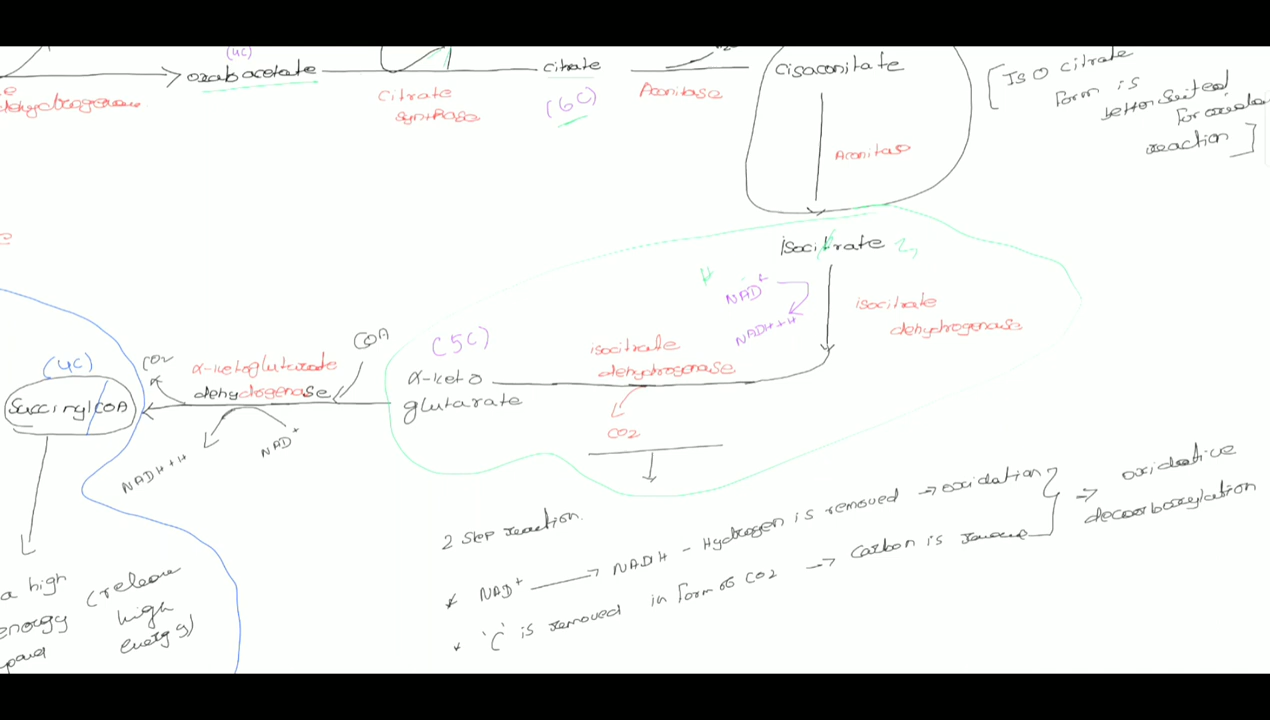 (4C)
oxaloacetate
dehydrogenase
Citrate
synthase
citrate
(6C)
Aconitase
Cisaconitate
Aconitase
[Iso citrate
form is
better suited
for
reaction]
isocitrate
NAD+
NADH+H
isocitrate
dehydrogenase
isocitrate
dehydrogenase
CO2
(5C)
α-keto
glutarate
COA
α-ketoglutarate
dehydrogenase
CO2
NAD+
NADH+H
(4C)
SuccinylCOA
a high
energy
(release
high
energy)
2 Step reaction.
* NAD+ → NADH - Hydrogen is removed → oxidation
* 'C' is removed in form of CO2 → Carbon is
⇒ oxidative
decarboxylation